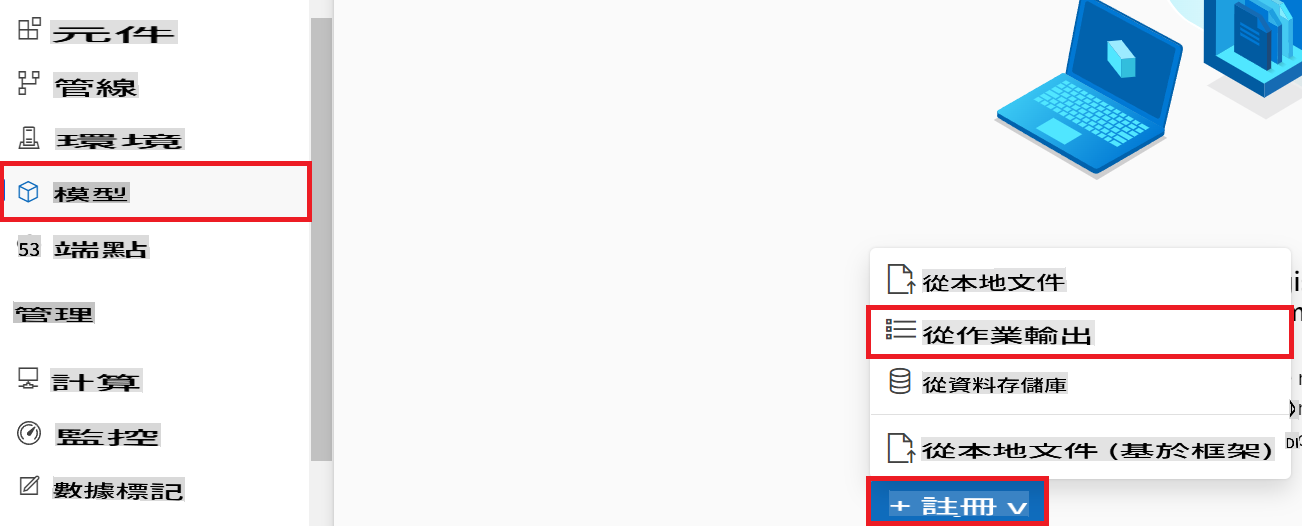 元件
管線
環境
模型
53 端點
管理
計算
監控
數據標記
從本地文件
從作業輸出
從資料存儲庫
從本地文件 (基於框架)
+ 註冊 v